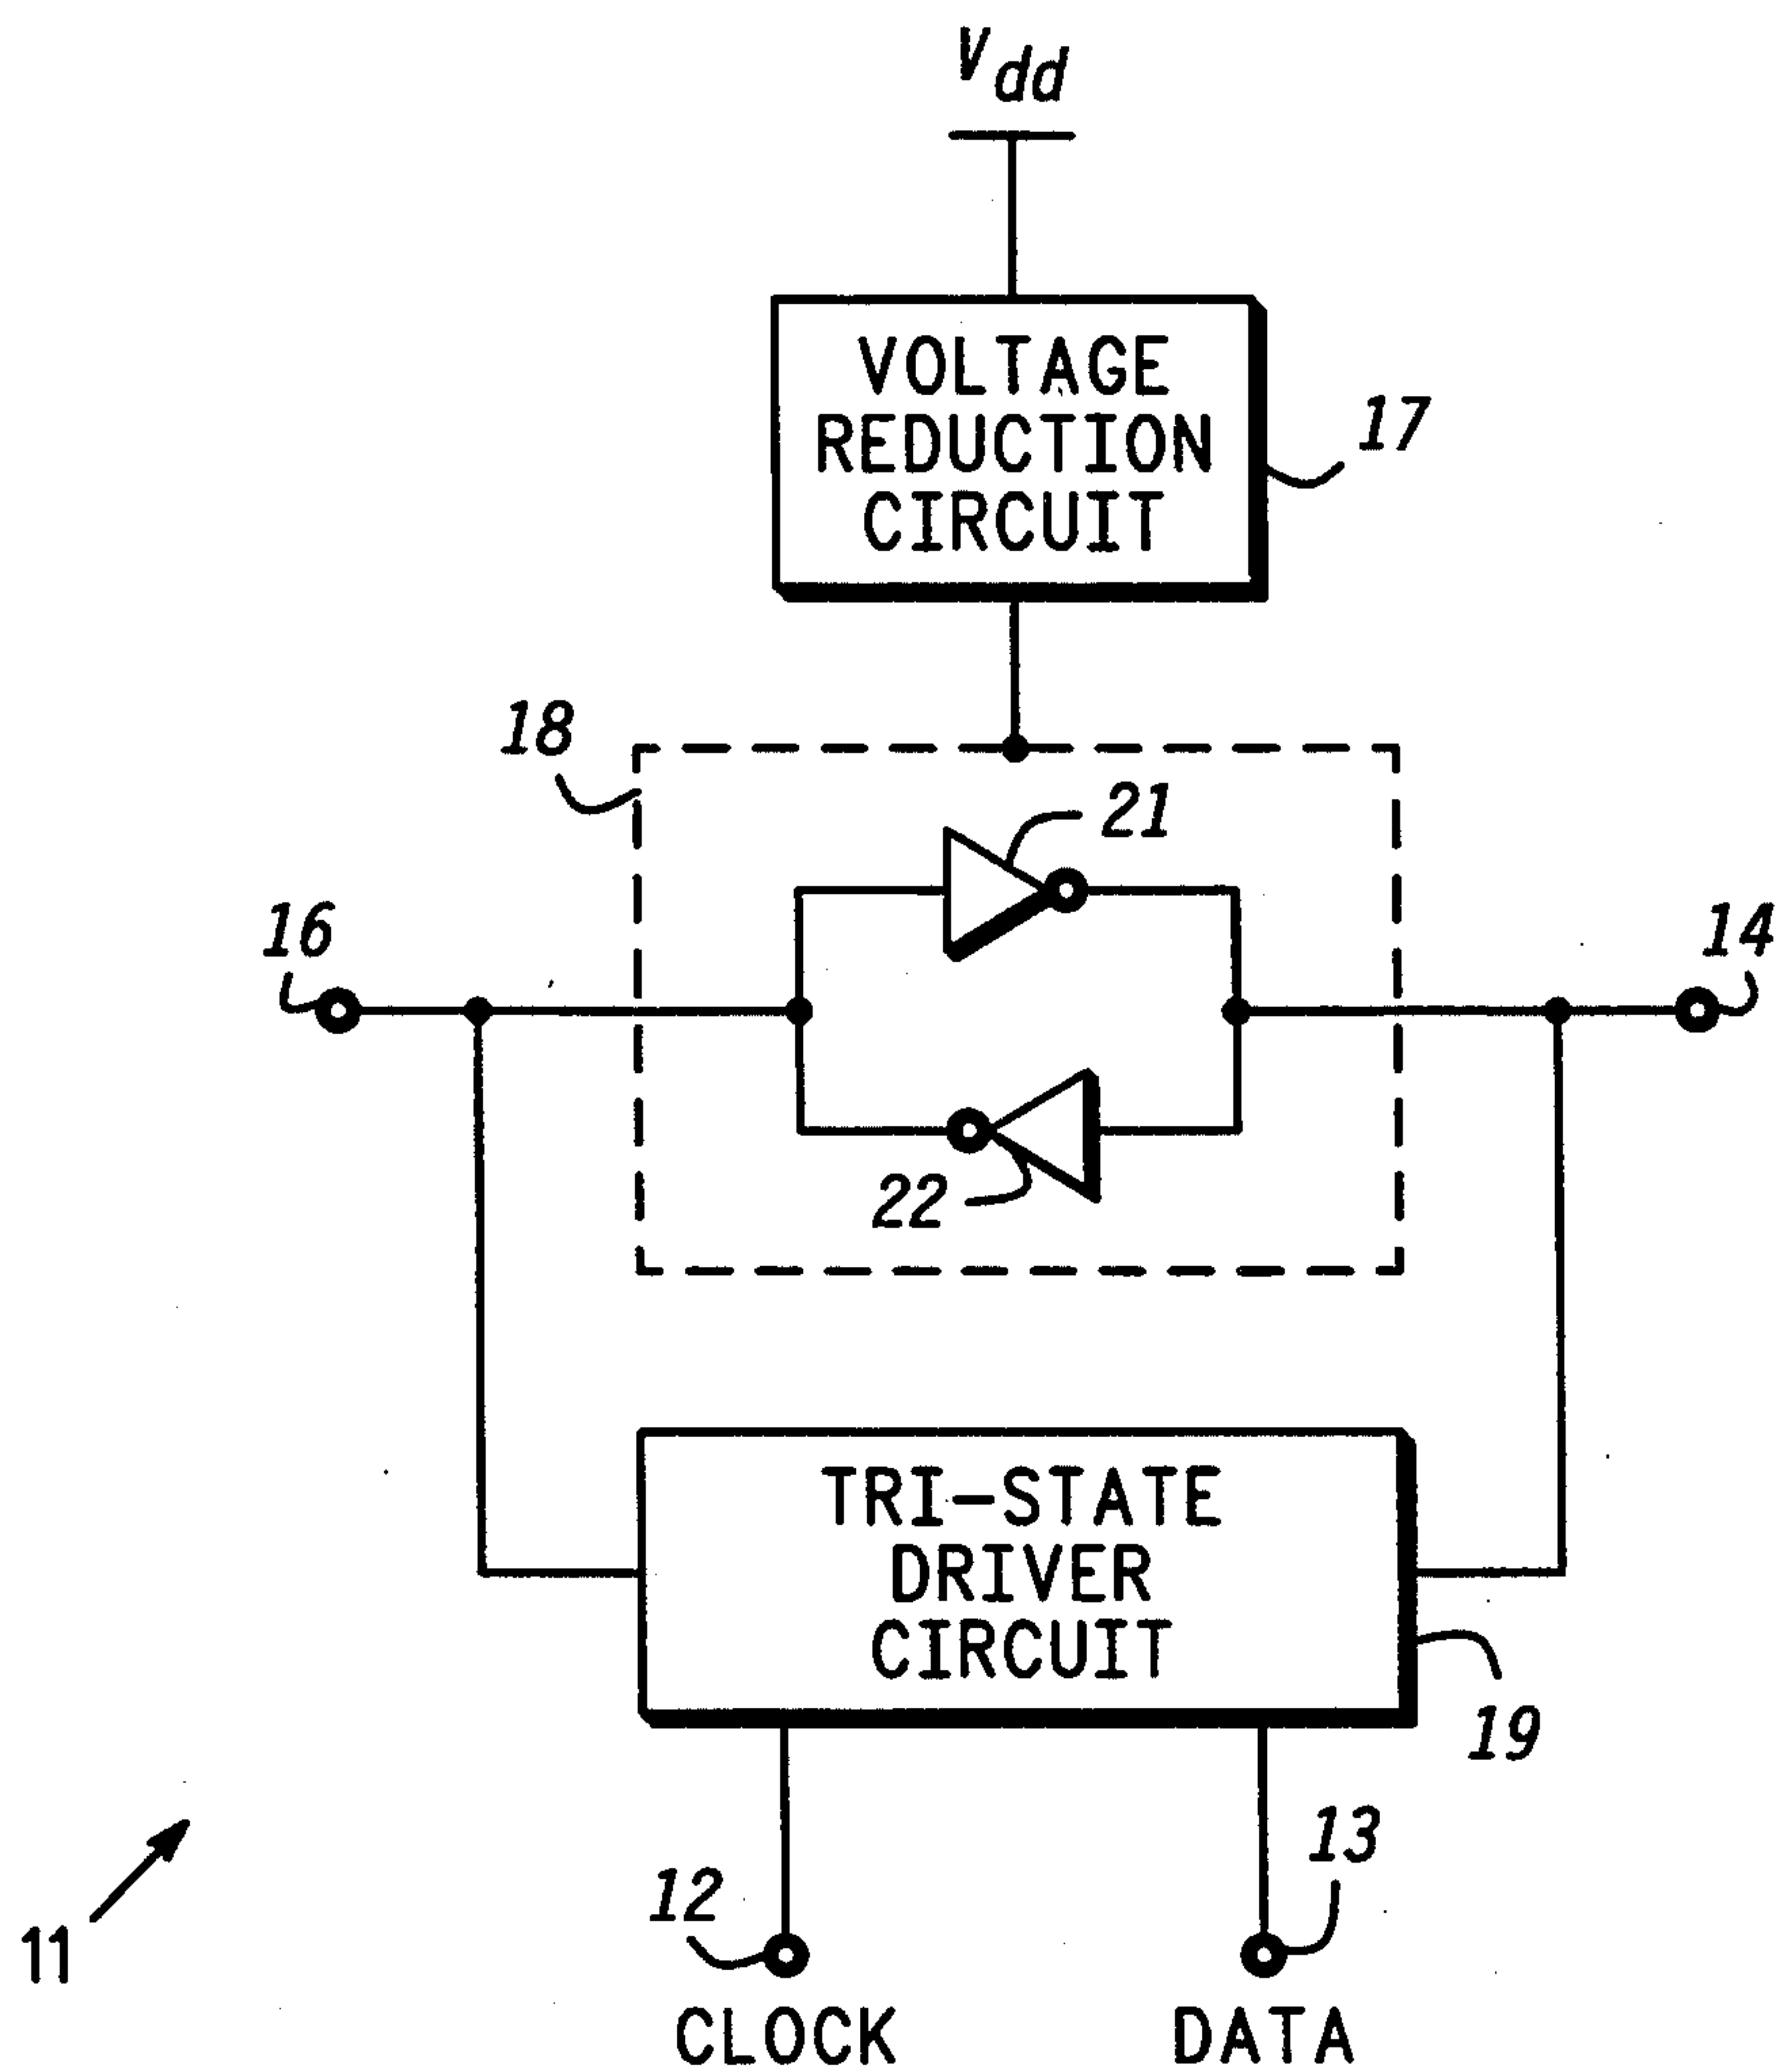 Vdd
VOLTAGE
REDUCTION
CIRCUIT
17
18
21
16
14
22
TRI-STATE
DRIVER
CIRCUIT
19
13
12
11
CLOCK
DATA